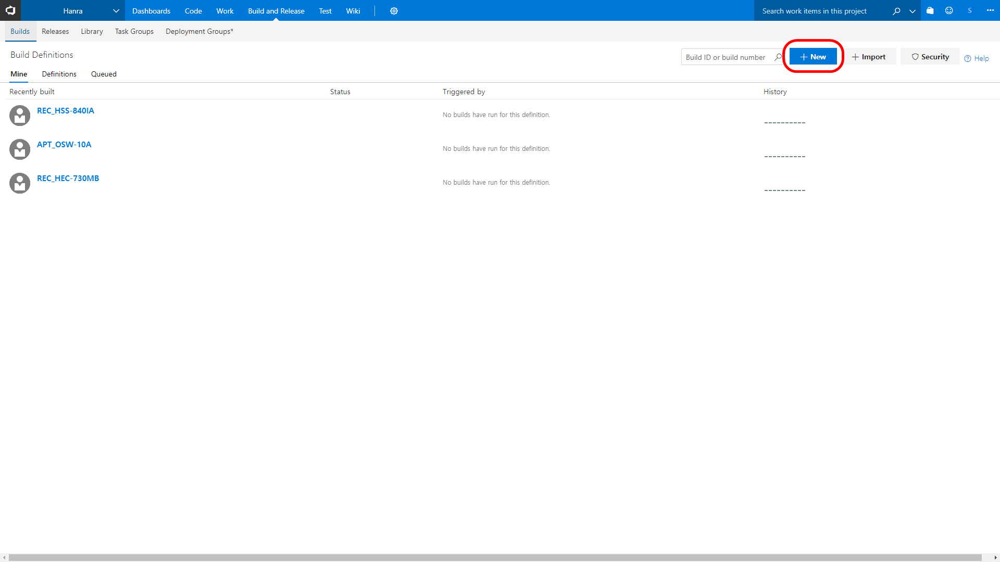 Hanra Dashboards Code Work Build and Release Test Wiki Search work items in this project S
Builds Releases Library Task Groups Deployment Groups*
Build Definitions
Build ID or build number New Import Security Help
Mine Definitions Queued
Recently built Status Triggered by History
REC_HSS-840IA No builds have run for this definition.
APT_OSW-10A No builds have run for this definition.
REC_HEC-730MB No builds have run for this definition.